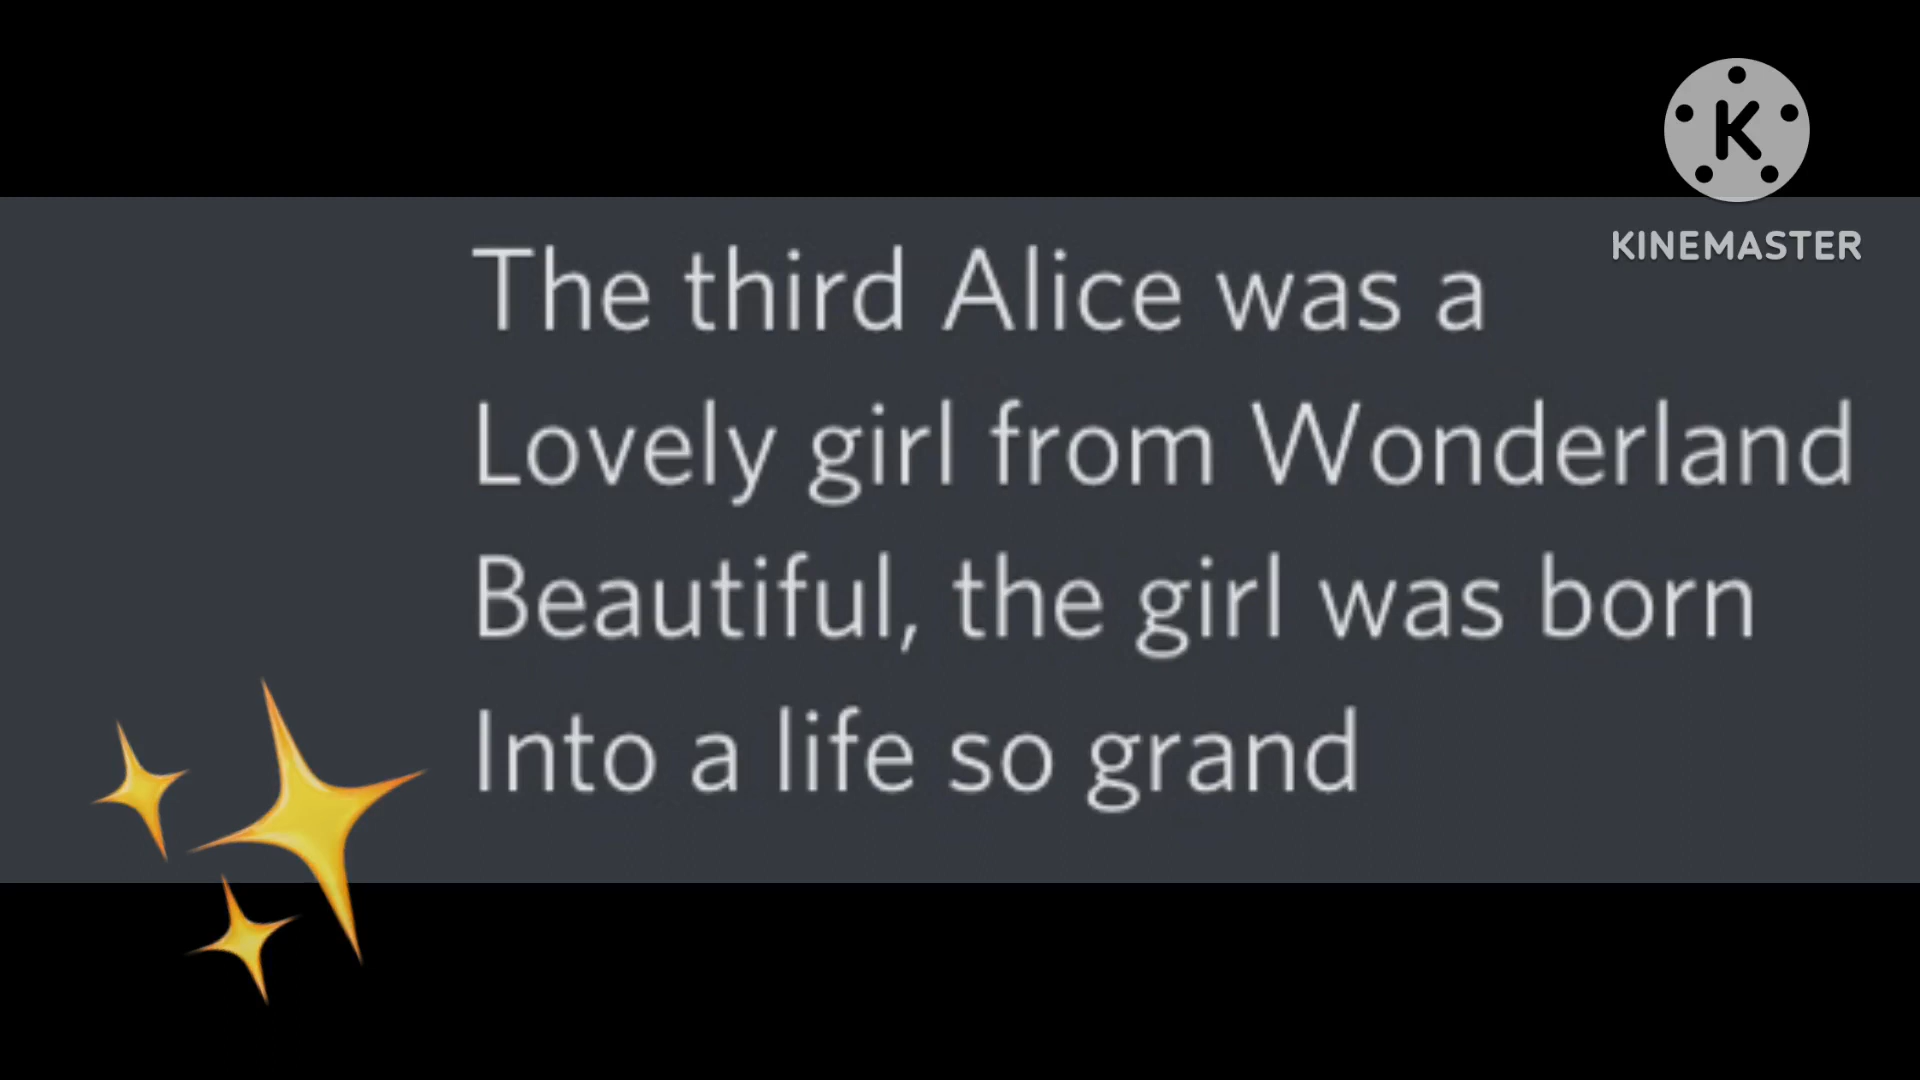 K
KINEMASTER
The third Alice was a
Lovely girl from Wonderland
Beautiful, the girl was born
Into a life so grand